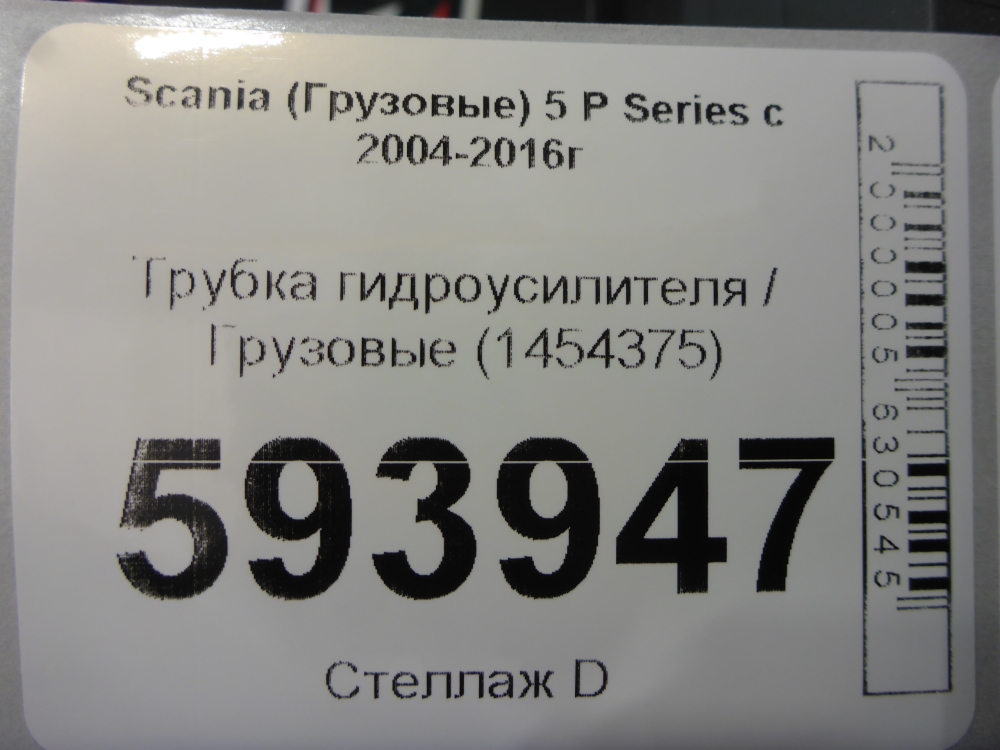 Scania (Грузовые) 5 P Series с
2004-2016г
Трубка гидроусилителя /
Грузовые (1454375)
593947
Стеллаж D
2000005630545